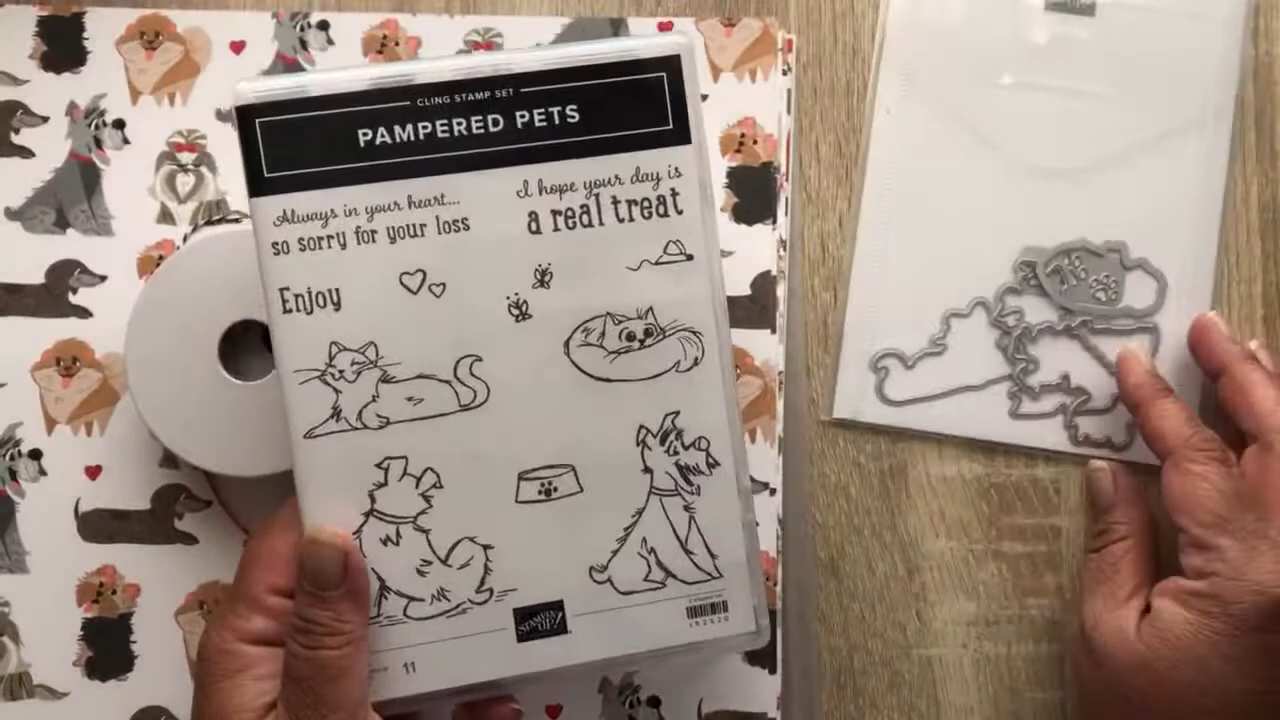 CLING STAMP SET
PAMPERED PETS
Always in your heart...
so sorry for your loss
I hope your day is
a real treat
Enjoy
STAMPIN' UP!
11